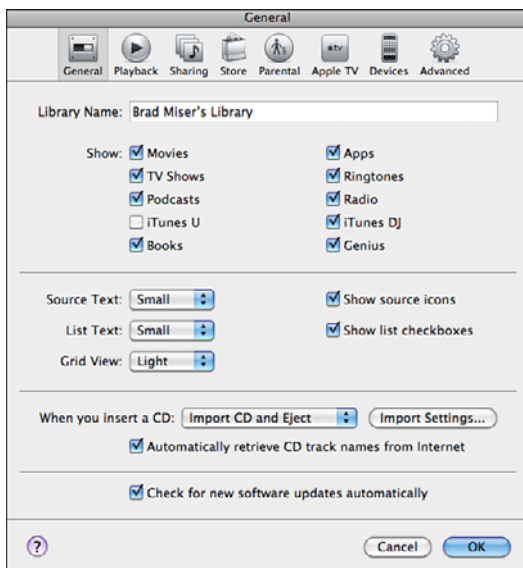 General
General Playback Sharing Store Parental Apple TV Devices Advanced
Library Name: Brad Miser's Library
Show: Movies Apps
TV Shows Ringtones
Podcasts Radio
iTunes U iTunes DJ
Books Genius
Source Text: Small Show source icons
List Text: Small Show list checkboxes
Grid View: Light
When you insert a CD: Import CD and Eject Import Settings...
Automatically retrieve CD track names from Internet
Check for new software updates automatically
? Cancel OK